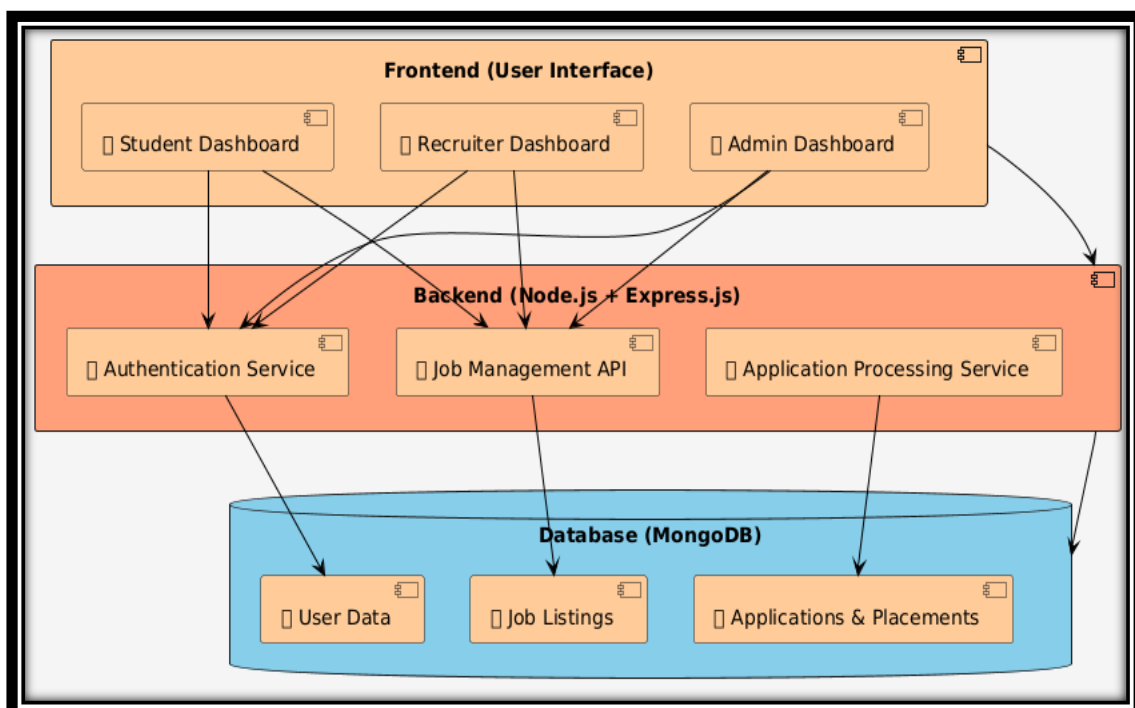 Frontend (User Interface)
Student Dashboard
Recruiter Dashboard
Admin Dashboard
Backend (Node.js + Express.js)
Authentication Service
Job Management API
Application Processing Service
Database (MongoDB)
User Data
Job Listings
Applications & Placements